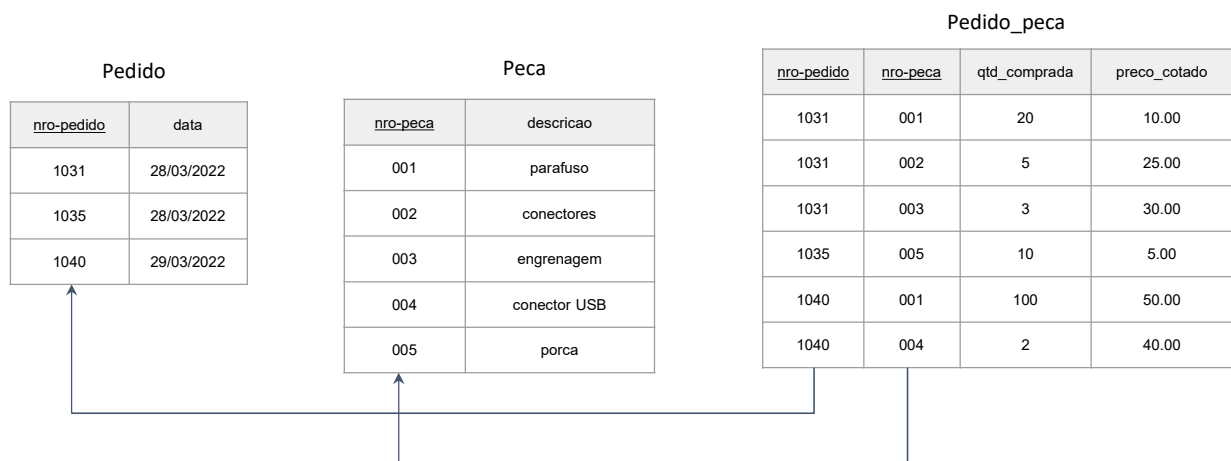 Pedido
nro-pedido data
1031 28/03/2022
1035 28/03/2022
1040 29/03/2022
Peca
nro-peca descricao
001 parafuso
002 conectores
003 engrenagem
004 conector USB
005 porca
Pedido_peca
nro-pedido nro-peca qtd_comprada preco_cotado
1031 001 20 10.00
1031 002 5 25.00
1031 003 3 30.00
1035 005 10 5.00
1040 001 100 50.00
1040 004 2 40.00